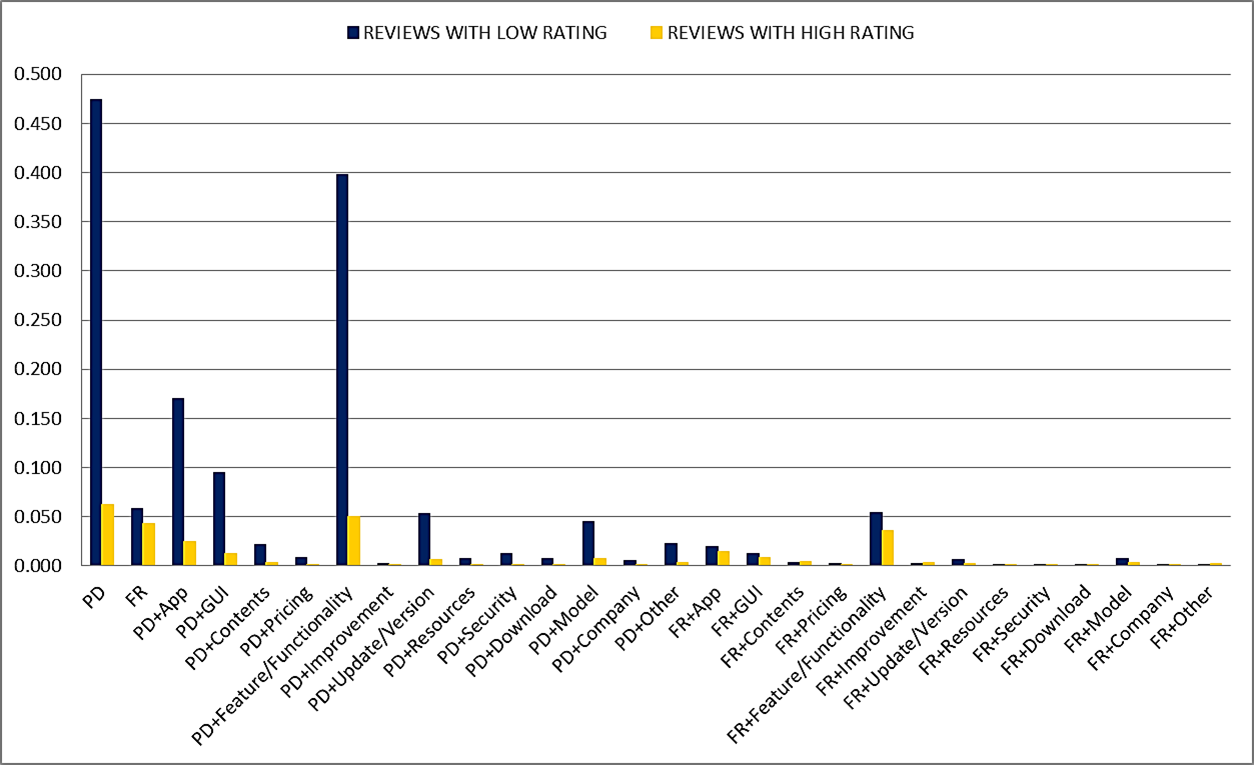 REVIEWS WITH LOW RATING REVIEWS WITH HIGH RATING
0.500
0.450
0.400
0.350
0.300
0.250
0.200
0.150
0.100
0.050
0.000
PD
FR
PD+App
PD+GUI
PD+Contents
PD+Pricing
PD+Feature/Functionality
PD+Improvement
PD+Update/Version
PD+Resources
PD+Security
PD+Download
PD+Model
PD+Company
PD+Other
FR+App
FR+GUI
FR+Contents
FR+Pricing
FR+Feature/Functionality
FR+Improvement
FR+Update/Version
FR+Resources
FR+Security
FR+Download
FR+Model
FR+Company
FR+Other